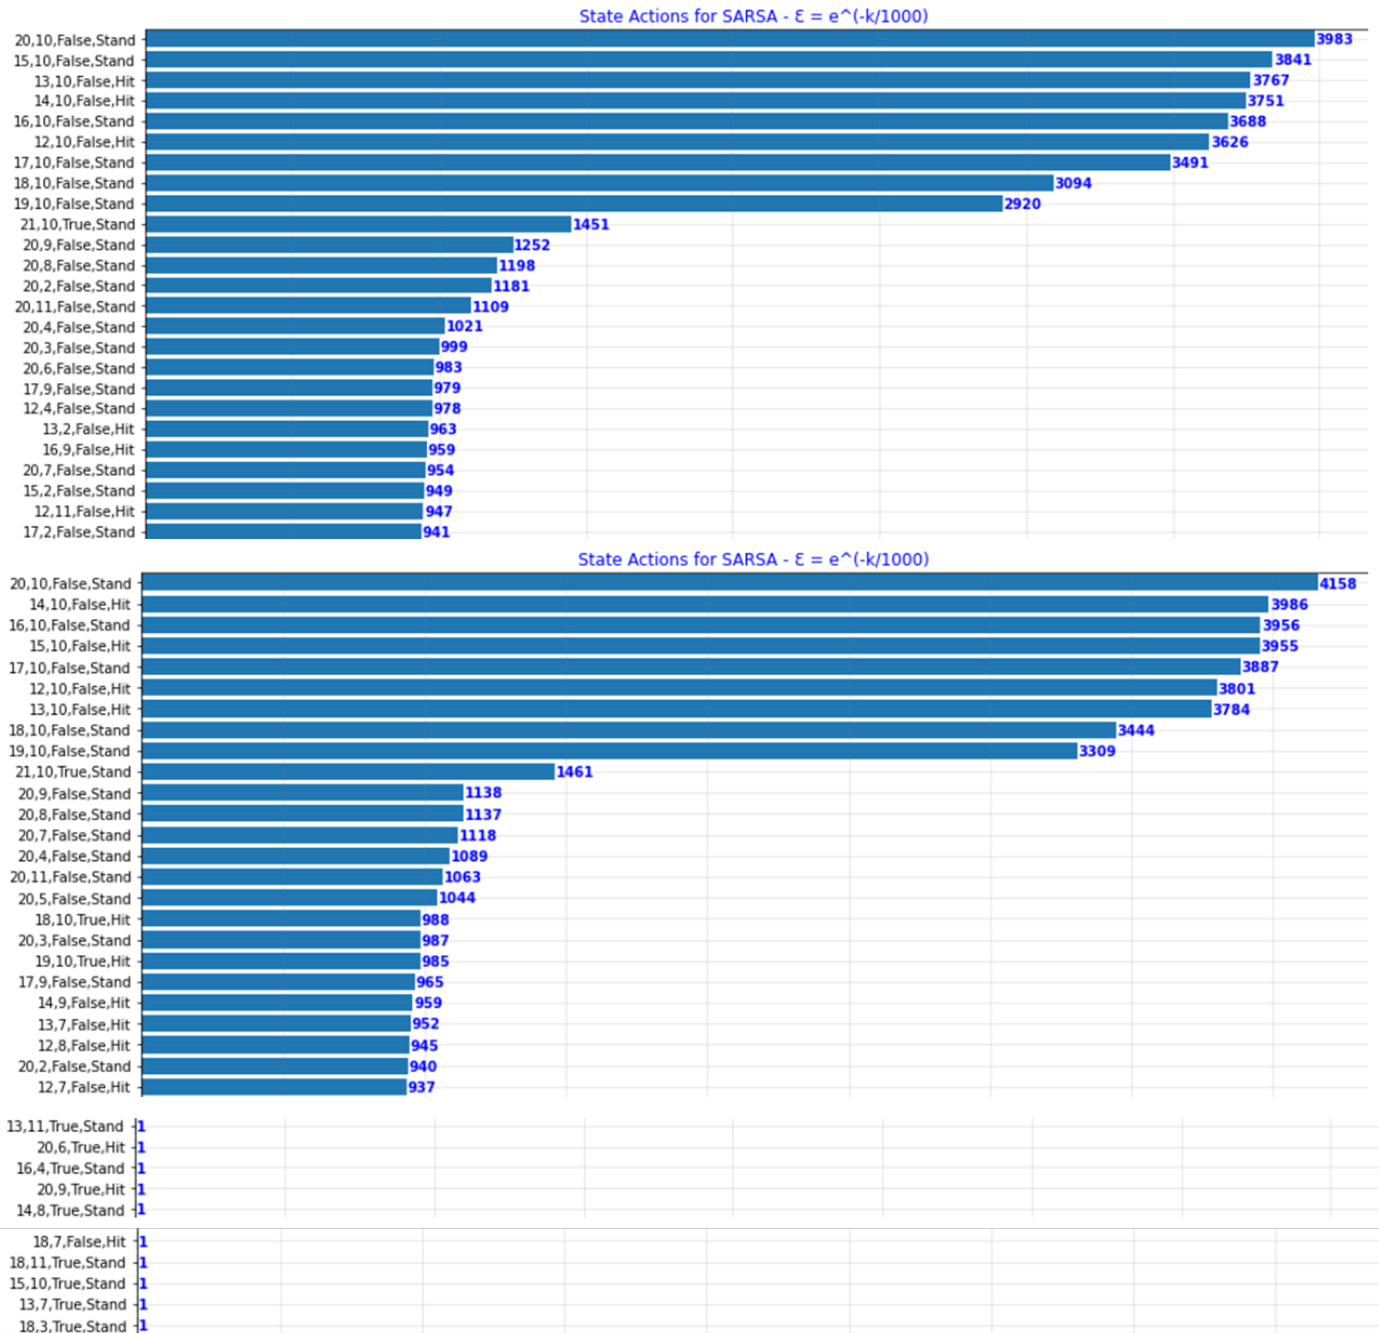 State Actions for SARSA - Ɛ = e^(-k/1000)
20,10,False,Stand 3983
15,10,False,Stand 3841
13,10,False,Hit 3767
14,10,False,Hit 3751
16,10,False,Stand 3688
12,10,False,Hit 3626
17,10,False,Stand 3491
18,10,False,Stand 3094
19,10,False,Stand 2920
21,10,True,Stand 1451
20,9,False,Stand 1252
20,8,False,Stand 1198
20,2,False,Stand 1181
20,11,False,Stand 1109
20,4,False,Stand 1021
20,3,False,Stand 999
20,6,False,Stand 983
17,9,False,Stand 979
12,4,False,Stand 978
13,2,False,Hit 963
16,9,False,Hit 959
20,7,False,Stand 954
15,2,False,Stand 949
12,11,False,Hit 947
17,2,False,Stand 941
State Actions for SARSA - Ɛ = e^(-k/1000)
20,10,False,Stand 4158
14,10,False,Hit 3986
16,10,False,Stand 3956
15,10,False,Hit 3955
17,10,False,Stand 3887
12,10,False,Hit 3801
13,10,False,Hit 3784
18,10,False,Stand 3444
19,10,False,Stand 3309
21,10,True,Stand 1461
20,9,False,Stand 1138
20,8,False,Stand 1137
20,7,False,Stand 1118
20,4,False,Stand 1089
20,11,False,Stand 1063
20,5,False,Stand 1044
18,10,True,Hit 988
20,3,False,Stand 987
19,10,True,Hit 985
17,9,False,Stand 965
14,9,False,Hit 959
13,7,False,Hit 952
12,8,False,Hit 945
20,2,False,Stand 940
12,7,False,Hit 937
13,11,True,Stand 1
20,6,True,Hit 1
16,4,True,Stand 1
20,9,True,Hit 1
14,8,True,Stand 1
18,7,False,Hit 1
18,11,True,Stand 1
15,10,True,Stand 1
13,7,True,Stand 1
18,3,True,Stand 1